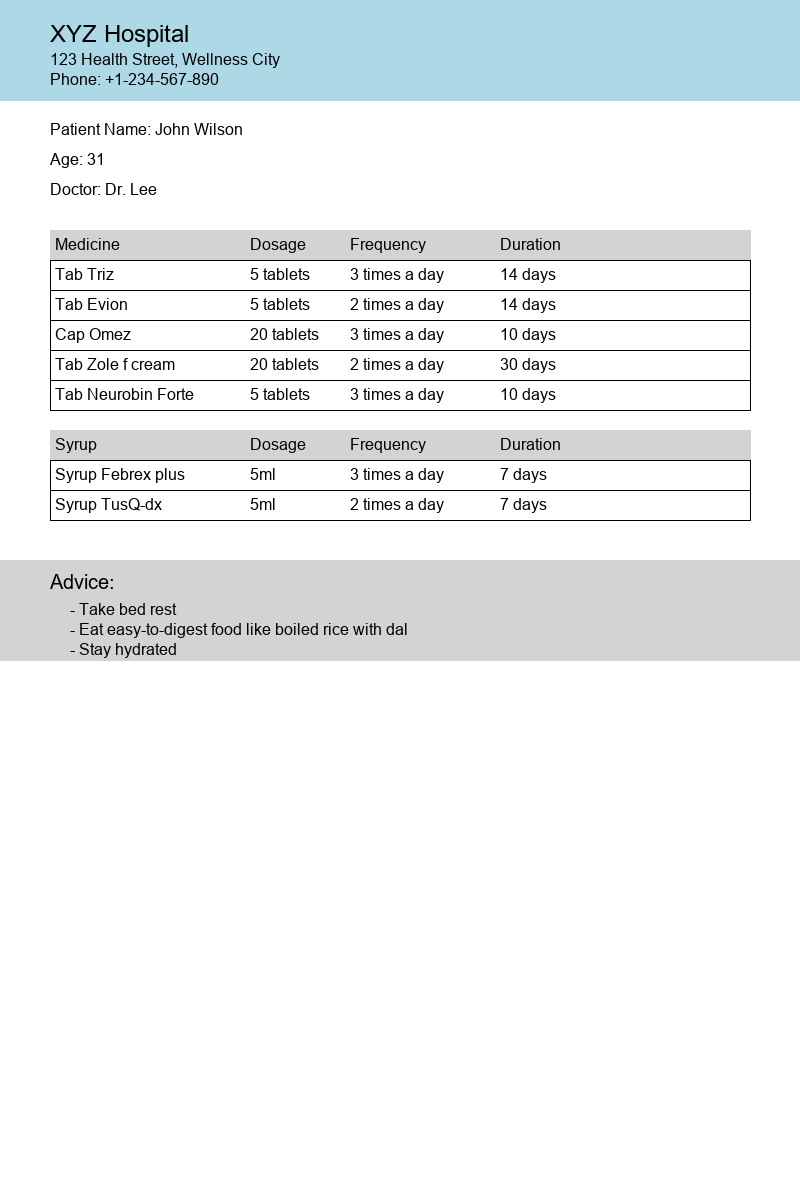 XYZ Hospital
123 Health Street, Wellness City
Phone: +1-234-567-890
Patient Name: John Wilson
Age: 31
Doctor: Dr. Lee
Medicine Dosage Frequency Duration
Tab Triz 5 tablets 3 times a day 14 days
Tab Evion 5 tablets 2 times a day 14 days
Cap Omez 20 tablets 3 times a day 10 days
Tab Zole f cream 20 tablets 2 times a day 30 days
Tab Neurobin Forte 5 tablets 3 times a day 10 days
Syrup Dosage Frequency Duration
Syrup Febrex plus 5ml 3 times a day 7 days
Syrup TusQ-dx 5ml 2 times a day 7 days
Advice:
- Take bed rest
- Eat easy-to-digest food like boiled rice with dal
- Stay hydrated